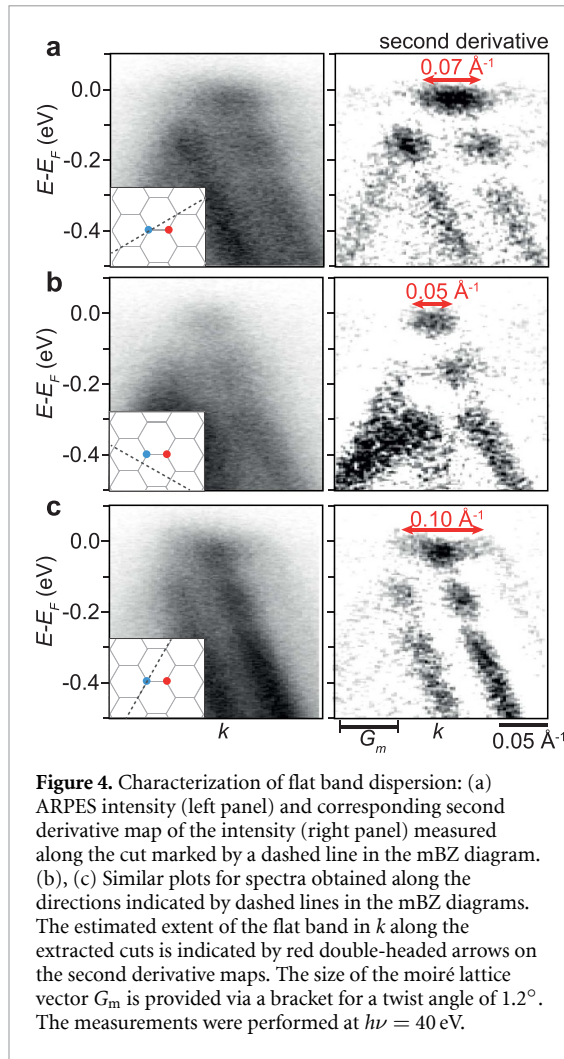 a
second derivative
0.07 Å⁻¹
E-E_F (eV)
0.0
-0.2
-0.4
b
0.05 Å⁻¹
E-E_F (eV)
0.0
-0.2
-0.4
c
0.10 Å⁻¹
E-E_F (eV)
0.0
-0.2
-0.4
k
G_m
k
0.05 Å⁻¹
Figure 4. Characterization of flat band dispersion: (a)
ARPES intensity (left panel) and corresponding second
derivative map of the intensity (right panel) measured
along the cut marked by a dashed line in the mBZ diagram.
(b), (c) Similar plots for spectra obtained along the
directions indicated by dashed lines in the mBZ diagrams.
The estimated extent of the flat band in k along the
extracted cuts is indicated by red double-headed arrows on
the second derivative maps. The size of the moiré lattice
vector G_m is provided via a bracket for a twist angle of 1.2°.
The measurements were performed at hν = 40 eV.